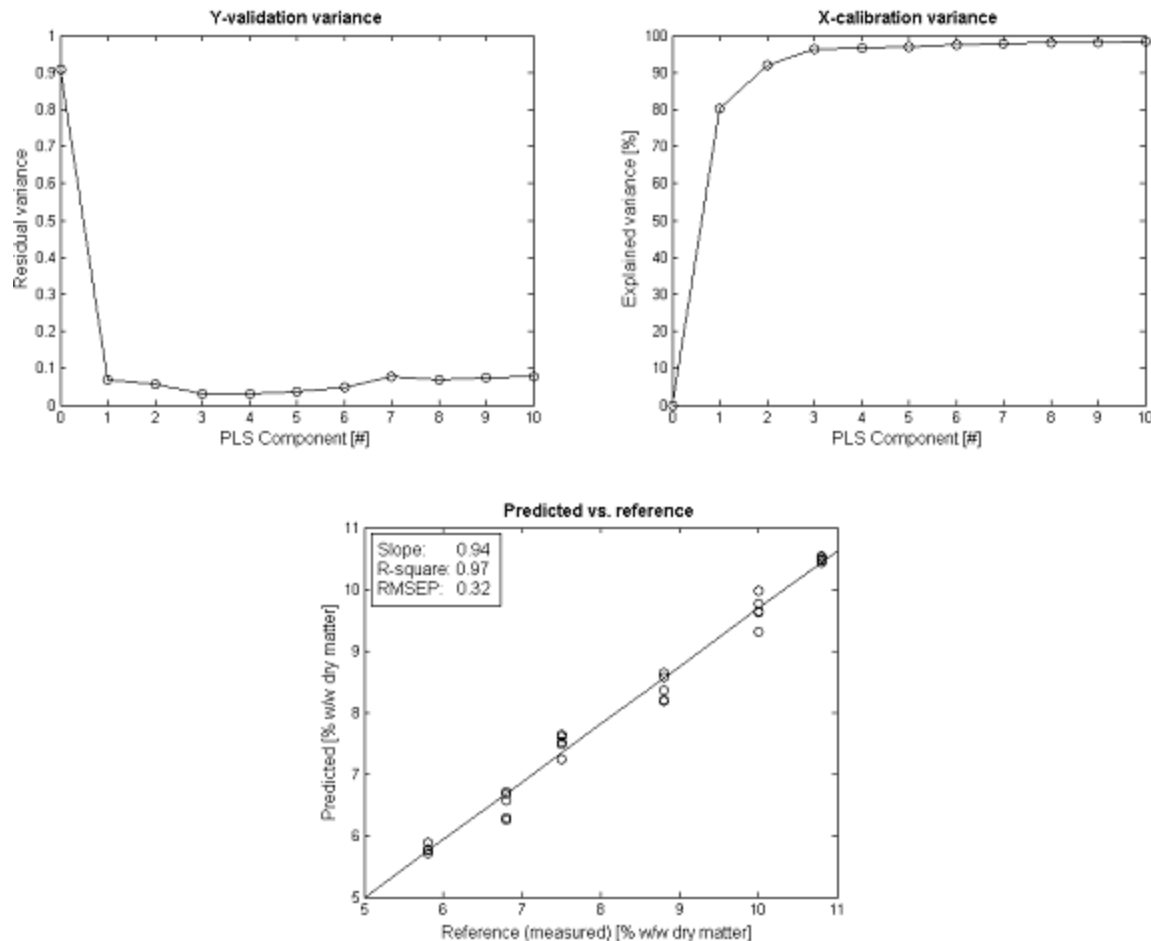 Y-validation variance
1
0.9
0.8
0.7
0.6
0.5
0.4
0.3
0.2
0.1
0
Residual variance
0 1 2 3 4 5 6 7 8 9 10
PLS Component [#]
X-calibration variance
100
90
80
70
60
50
40
30
20
10
0
Explained variance [%]
0 1 2 3 4 5 6 7 8 9 10
PLS Component [#]
Predicted vs. reference
Slope: 0.94
R-square: 0.97
RMSEP: 0.32
11
10
9
8
7
6
5
Predicted [% w/w dry matter]
5 6 7 8 9 10 11
Reference (measured) [% w/w dry matter]